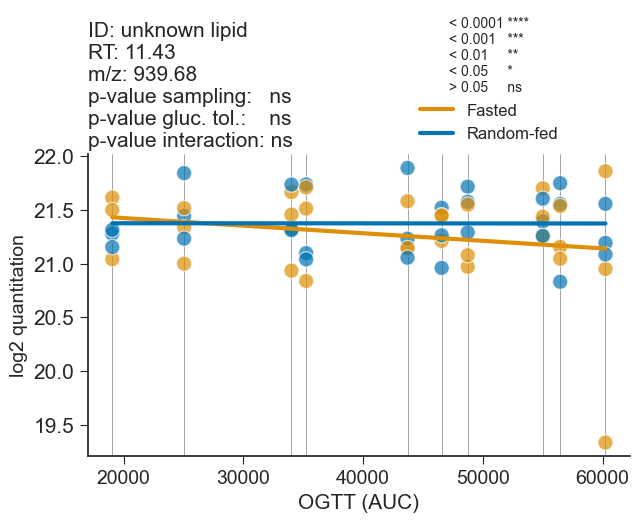 ID: unknown lipid
RT: 11.43
m/z: 939.68
p-value sampling: ns
p-value gluc. tol.: ns
p-value interaction: ns
< 0.0001 ****
< 0.001 ***
< 0.01 **
< 0.05 *
> 0.05 ns
Fasted
Random-fed
log2 quantitation
22.0
21.5
21.0
20.5
20.0
19.5
20000 30000 40000 50000 60000
OGTT (AUC)